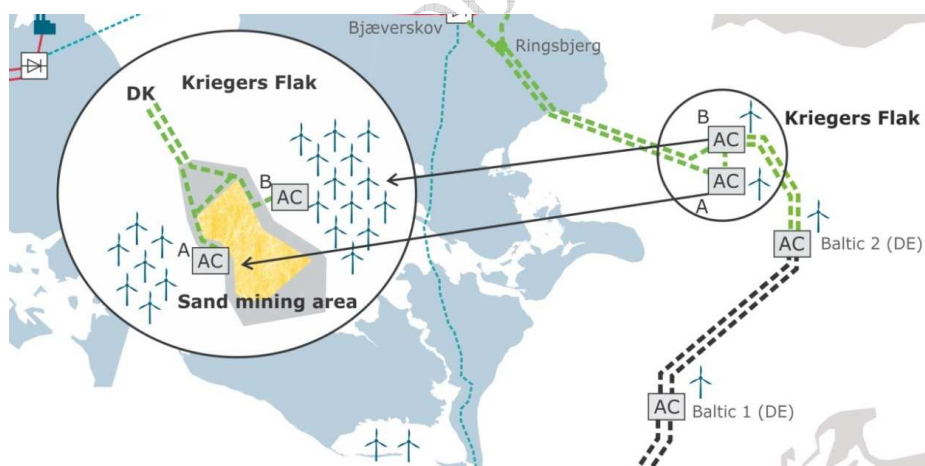 Bjæverskov
Ringsbjerg
Kriegers Flak
DK
B
AC
A
AC
Sand mining area
B
AC
Kriegers Flak
AC
A
AC
Baltic 2 (DE)
AC
Baltic 1 (DE)